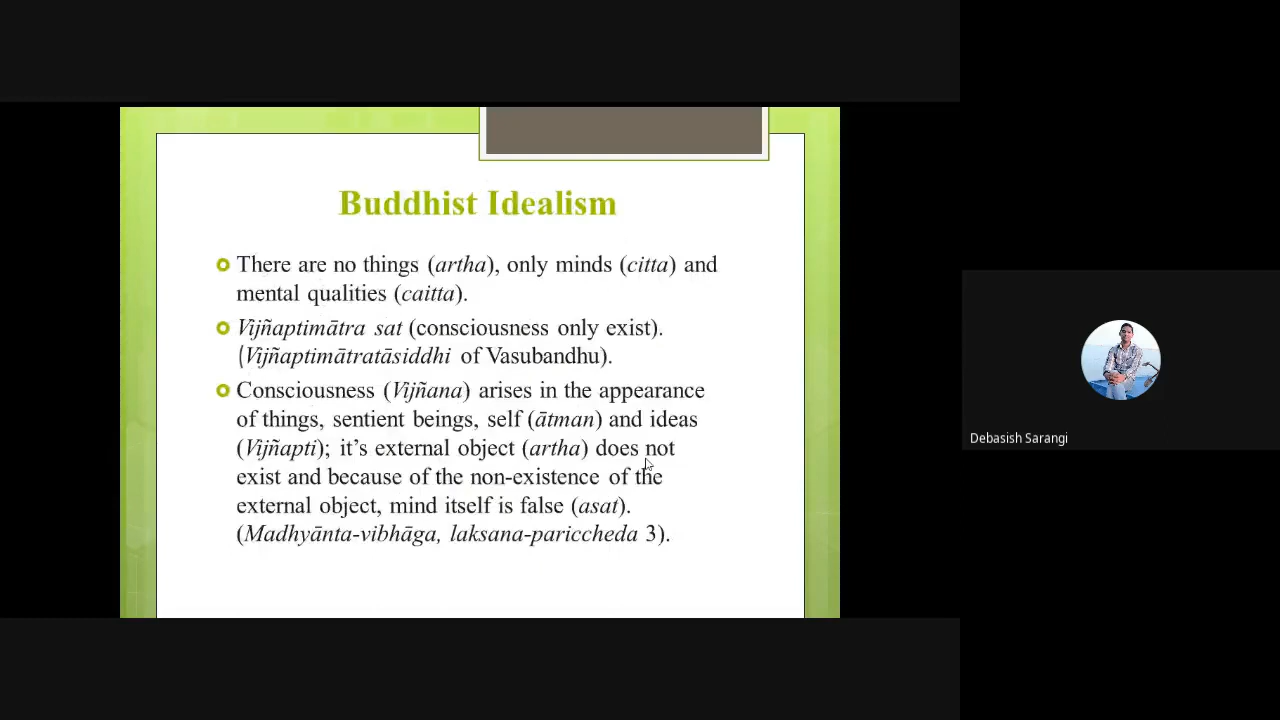 Buddhist Idealism
There are no things (artha), only minds (citta) and
mental qualities (caitta).
Vijñaptimātra sat (consciousness only exist).
(Vijñaptimātratāsiddhi of Vasubandhu).
Consciousness (Vijñana) arises in the appearance
of things, sentient beings, self (ātman) and ideas
(Vijñapti); it’s external object (artha) does not
exist and because of the non-existence of the
external object, mind itself is false (asat).
(Madhyānta-vibhāga, laksana-pariccheda 3).
Debasish Sarangi